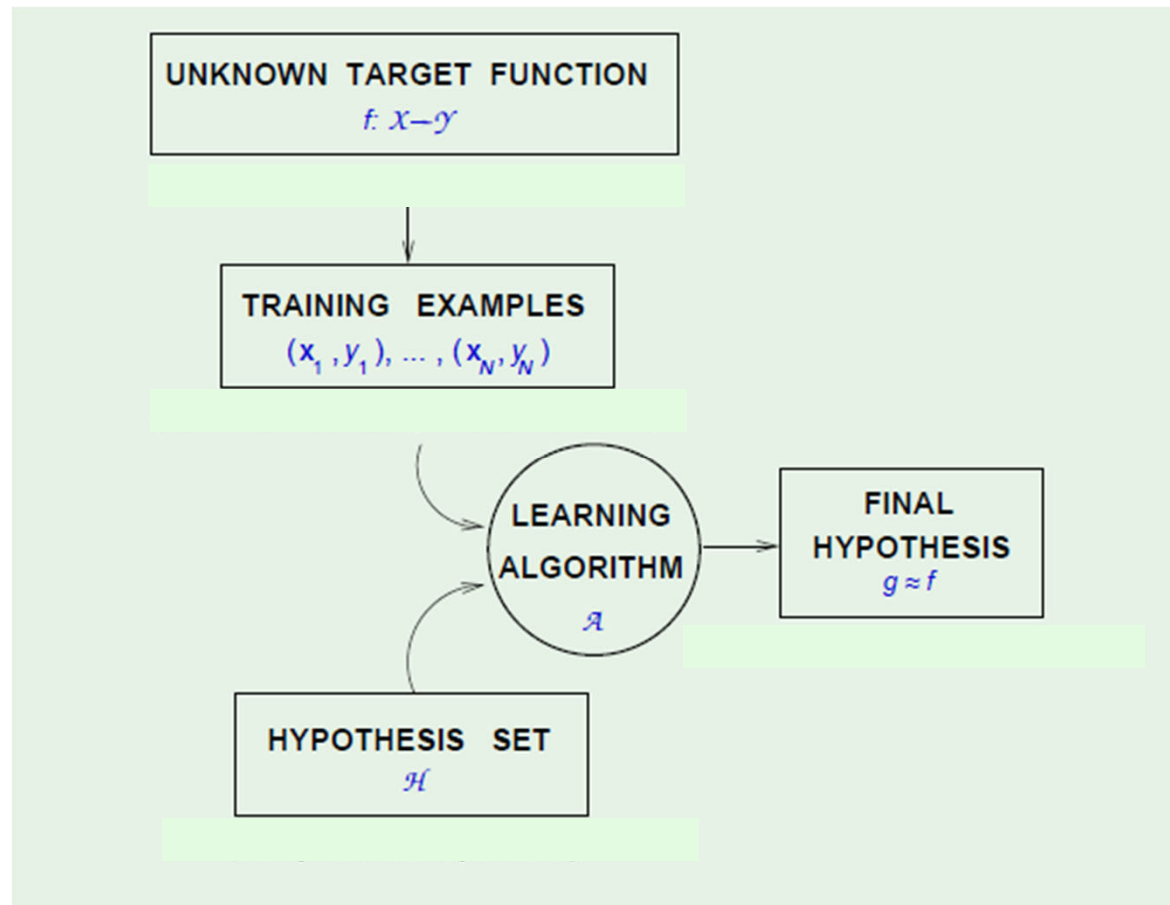 UNKNOWN TARGET FUNCTION
f: X—Y
TRAINING EXAMPLES
(x1, y1), ... , (xN, yN)
LEARNING
ALGORITHM
A
FINAL
HYPOTHESIS
g ≈ f
HYPOTHESIS SET
H